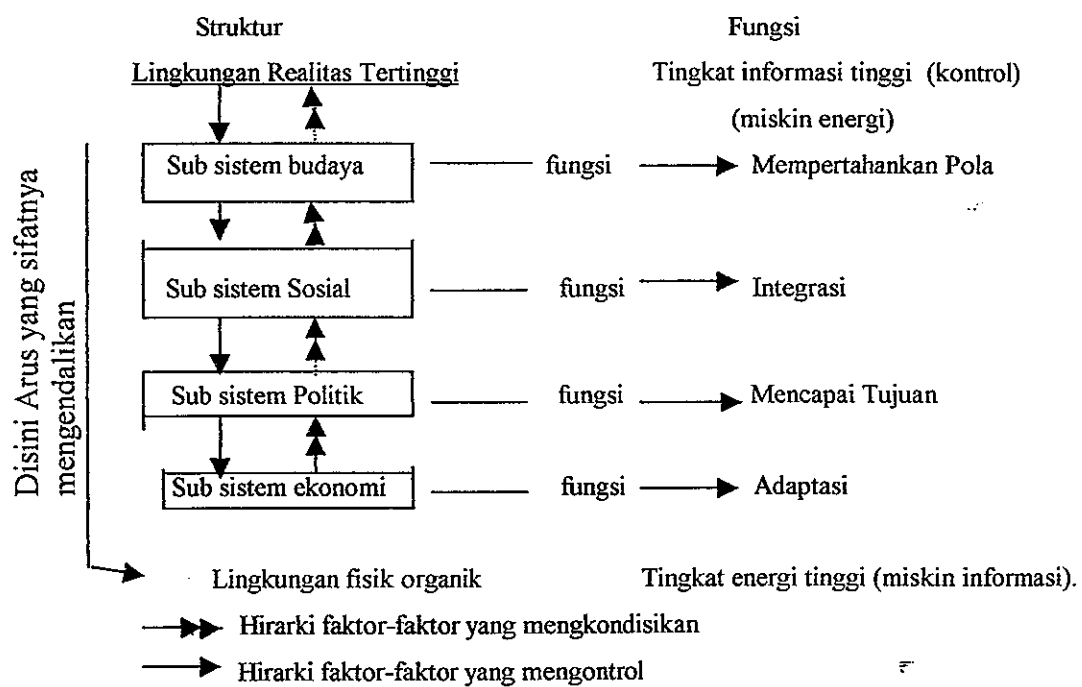 Struktur Fungsi
Lingkungan Realitas Tertinggi Tingkat informasi tinggi (kontrol)
(miskin energi)
Sub sistem budaya fungsi Mempertahankan Pola
Sub sistem Sosial fungsi Integrasi
Sub sistem Politik fungsi Mencapai Tujuan
Sub sistem ekonomi fungsi Adaptasi
Disini Arus yang sifatnya
mengendalikan
Lingkungan fisik organik Tingkat energi tinggi (miskin informasi).
Hirarki faktor-faktor yang mengkondisikan
Hirarki faktor-faktor yang mengontrol